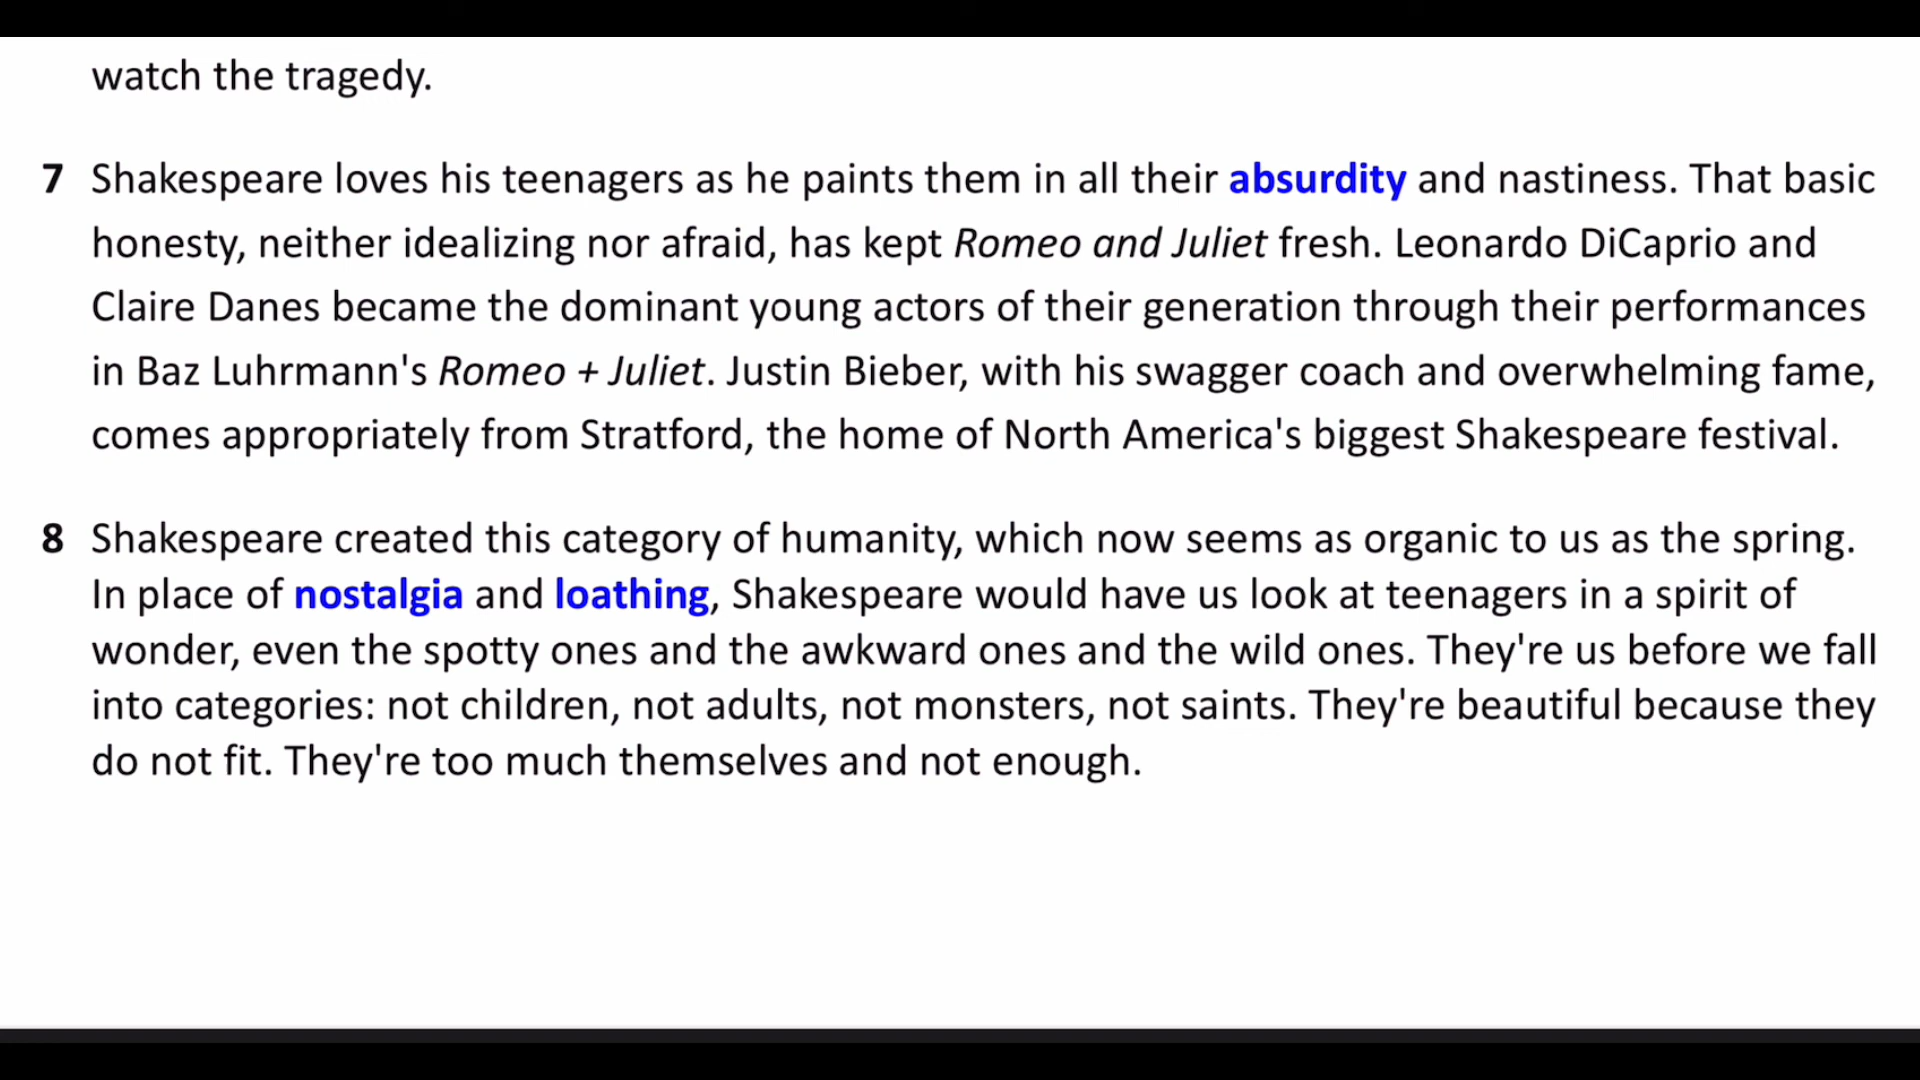 watch the tragedy.
7 Shakespeare loves his teenagers as he paints them in all their absurdity and nastiness. That basic
honesty, neither idealizing nor afraid, has kept Romeo and Juliet fresh. Leonardo DiCaprio and
Claire Danes became the dominant young actors of their generation through their performances
in Baz Luhrmann's Romeo + Juliet. Justin Bieber, with his swagger coach and overwhelming fame,
comes appropriately from Stratford, the home of North America's biggest Shakespeare festival.
8 Shakespeare created this category of humanity, which now seems as organic to us as the spring.
In place of nostalgia and loathing, Shakespeare would have us look at teenagers in a spirit of
wonder, even the spotty ones and the awkward ones and the wild ones. They're us before we fall
into categories: not children, not adults, not monsters, not saints. They're beautiful because they
do not fit. They're too much themselves and not enough.